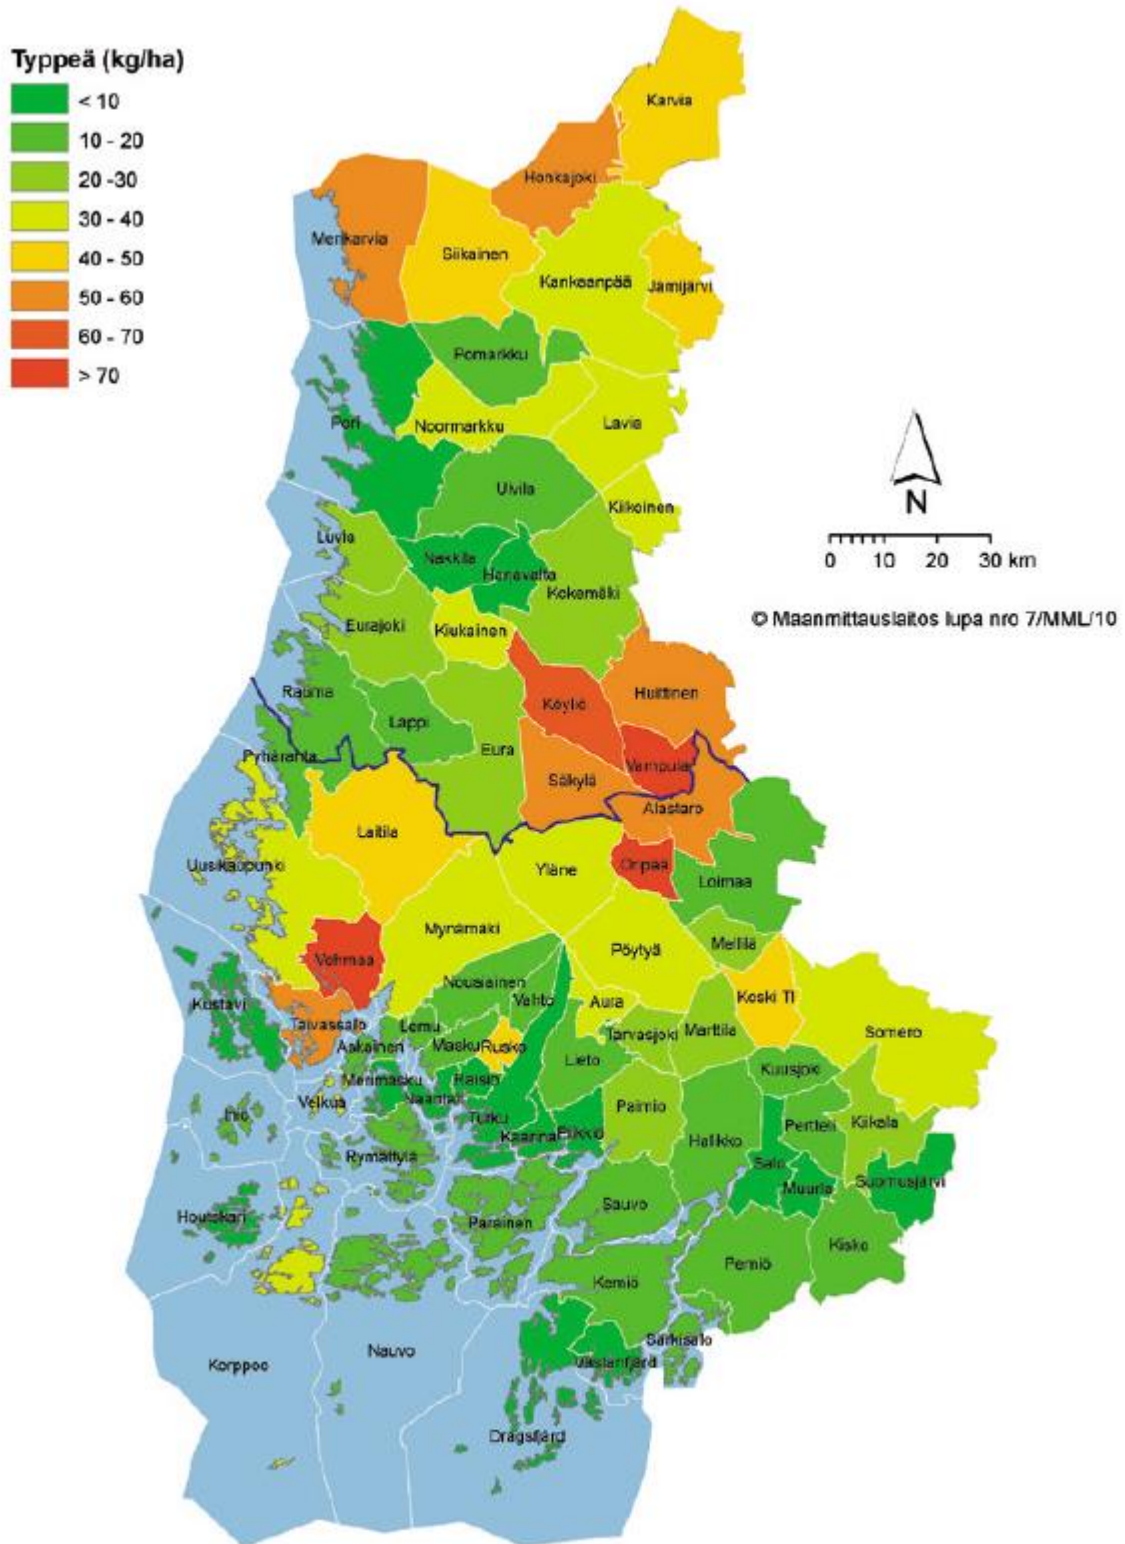 Typpeä (kg/ha)
< 10
10 - 20
20 -30
30 - 40
40 - 50
50 - 60
60 - 70
> 70
Karvia
Honkajoki
Merikarvia
Siikainen
Kankaanpää
Jämijärvi
Pomarkku
Pori
Noormarkku
Lavia
Ulvila
Kiikoinen
Luvia
Nakkila
Harjavalta
Kokemäki
Eurajoki
Kiukainen
N
0 10 20 30 km
© Maanmittauslaitos lupa nro 7/MML/10
Rauma
Lappi
Köyliö
Huittinen
Pyhäranta
Eura
Säkylä
Vampula
Alastaro
Laitila
Uusikaupunki
Yläne
Oripää
Loimaa
Vehmaa
Mynämäki
Pöytyä
Mellilä
Kustavi
Nousiainen
Vahto
Aura
Koski Tl
Taivassalo
Lemu
Askainen
Masku
Rusko
Tarvasjoki
Marttila
Somero
Merimasku
Raisio
Lieto
Kuusjoki
Velkua
Naantali
Iniö
Turku
Paimio
Pertteli
Kiikala
Kaarina
Piikkiö
Halikko
Rymättylä
Salo
Muurla
Suomusjärvi
Houtskari
Parainen
Sauvo
Kisko
Perniö
Kemiö
Särkisalo
Korppoo
Nauvo
Västanfjärd
Dragsfjärd